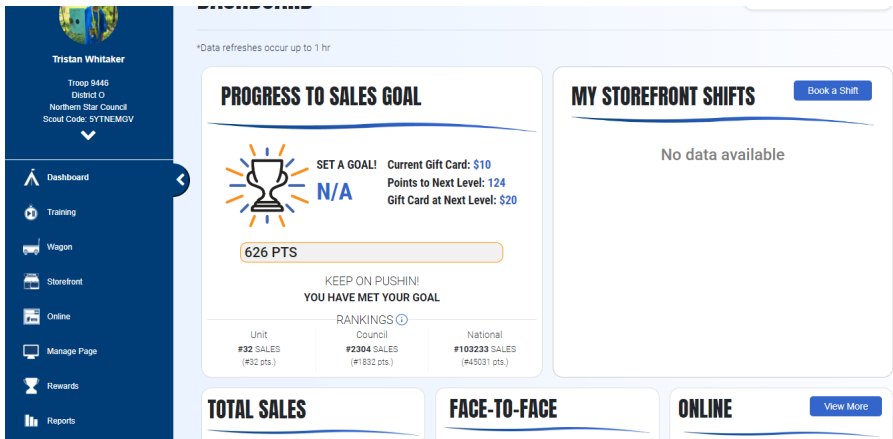 DASHBOARD
Tristan Whitaker
Troop 9446
District O
Northern Star Council
Scout Code: 5YTNEMGV
Dashboard
Training
Wagon
Storefront
Online
Manage Page
Rewards
Reports
*Data refreshes occur up to 1 hr
PROGRESS TO SALES GOAL
SET A GOAL!
N/A
Current Gift Card: $10
Points to Next Level: 124
Gift Card at Next Level: $20
626 PTS
KEEP ON PUSHIN!
YOU HAVE MET YOUR GOAL
RANKINGS
Unit
#32 SALES
(#32 pts.)
Council
#2304 SALES
(#1832 pts.)
National
#103233 SALES
(#45031 pts.)
MY STOREFRONT SHIFTS
Book a Shift
No data available
TOTAL SALES
FACE-TO-FACE
ONLINE
View More